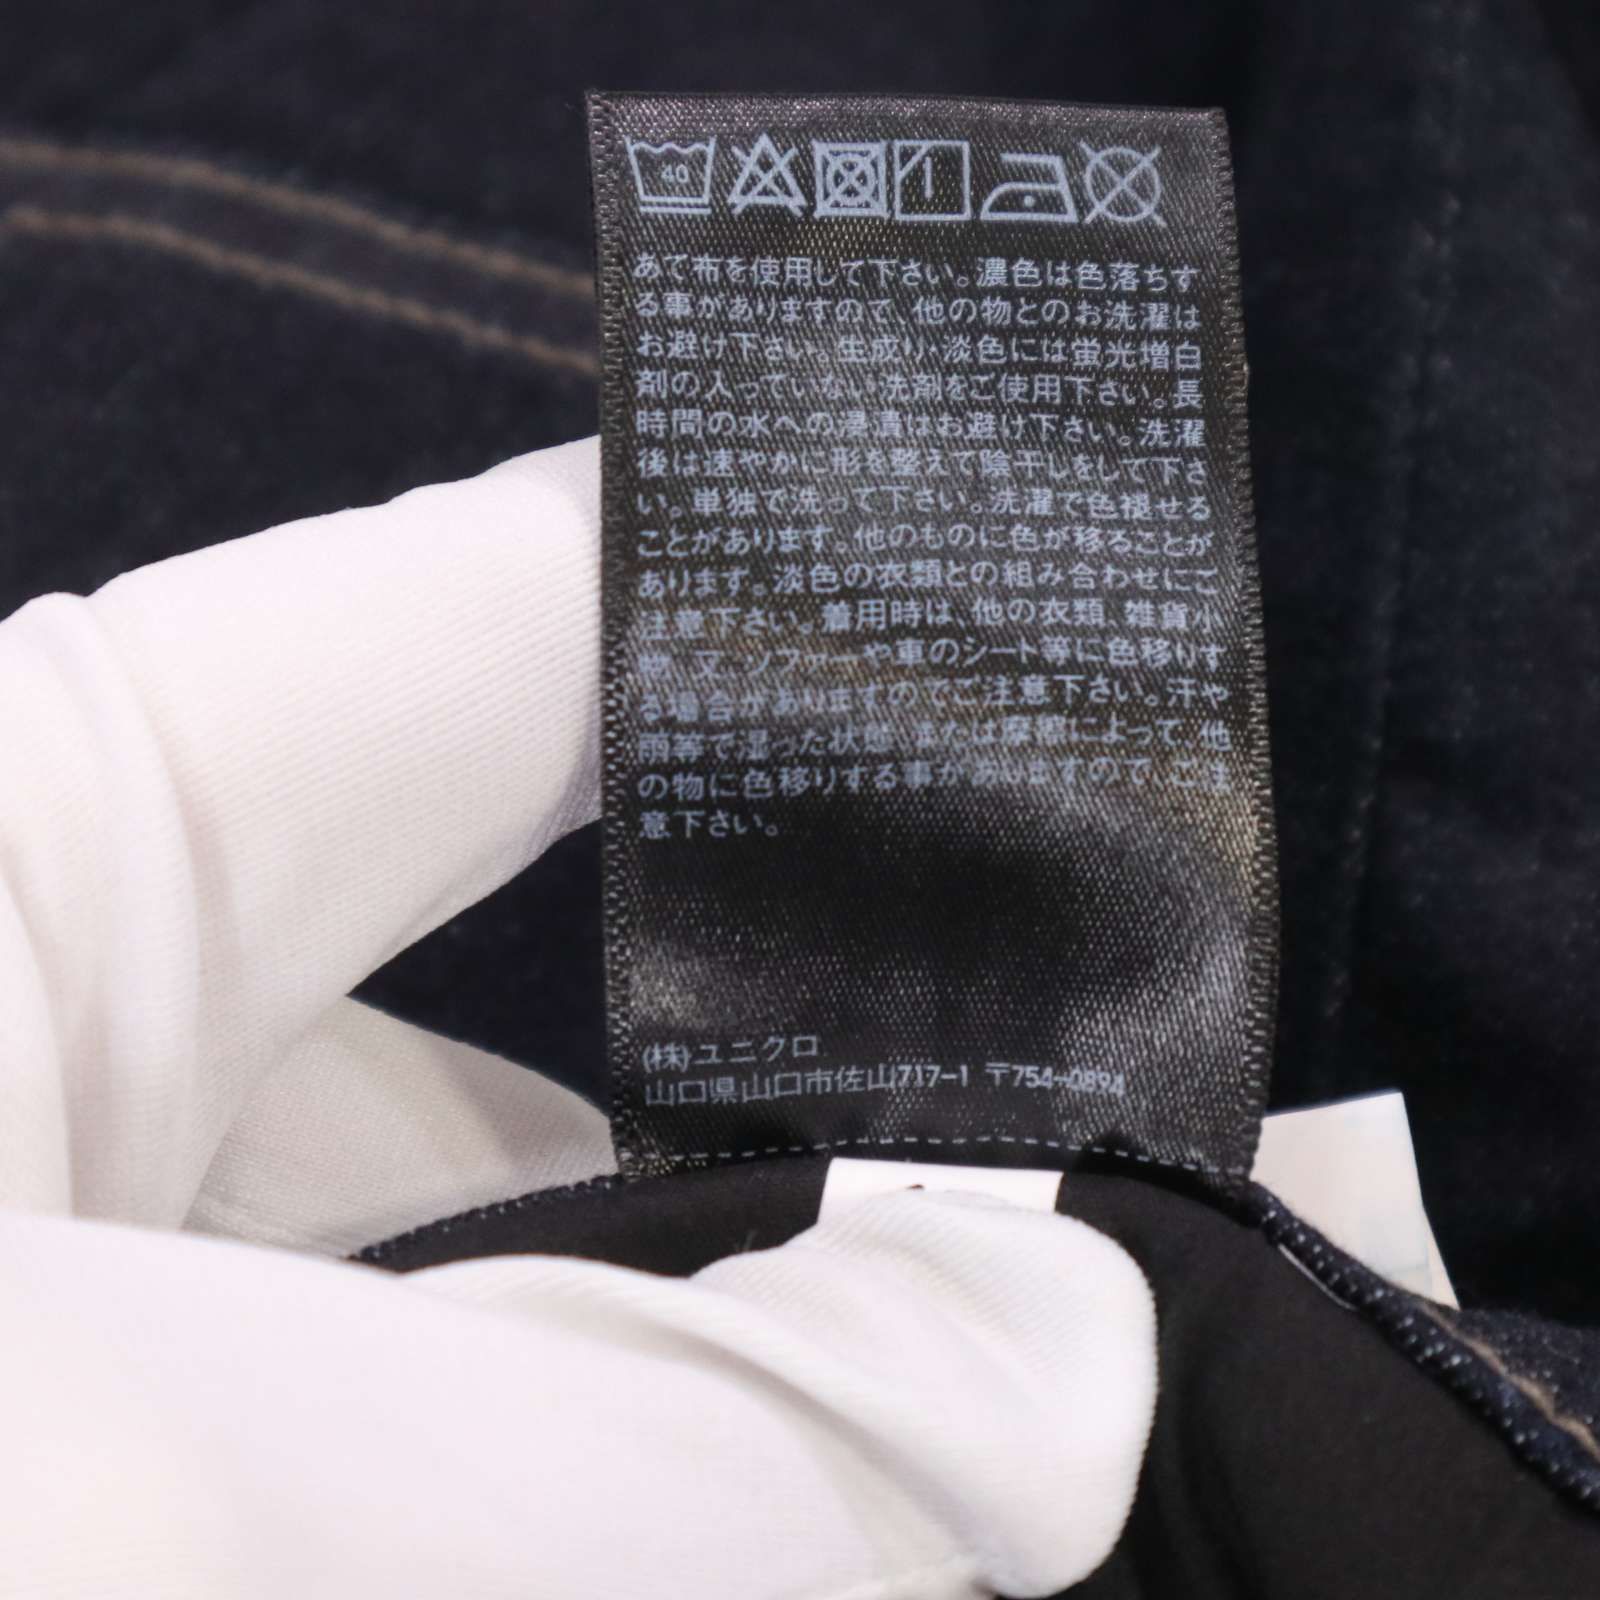 40
あて布を使用して下さい。濃色は色落ちす
る事がありますので、他の物とのお洗濯は
お避け下さい。生成り・淡色には蛍光増白
剤の入っていない洗剤をご使用下さい。長
時間の水への浸漬はお避け下さい。洗濯
後は速やかに形を整えて陰干しをして下さ
い。単独で洗って下さい。洗濯で色褪せる
ことがあります。他のものに色が移ることが
あります。淡色の衣類との組み合わせにご
注意下さい。着用時は、他の衣類、雑貨小
物、又、ソファーや車のシート等に色移りす
る場合がありますのでご注意下さい。汗や
雨等で湿った状態、または摩擦によって、他
の物に色移りする事がありますので、ご注
意下さい。
(株)ユニクロ
山口県山口市佐山717-1 〒754-0894